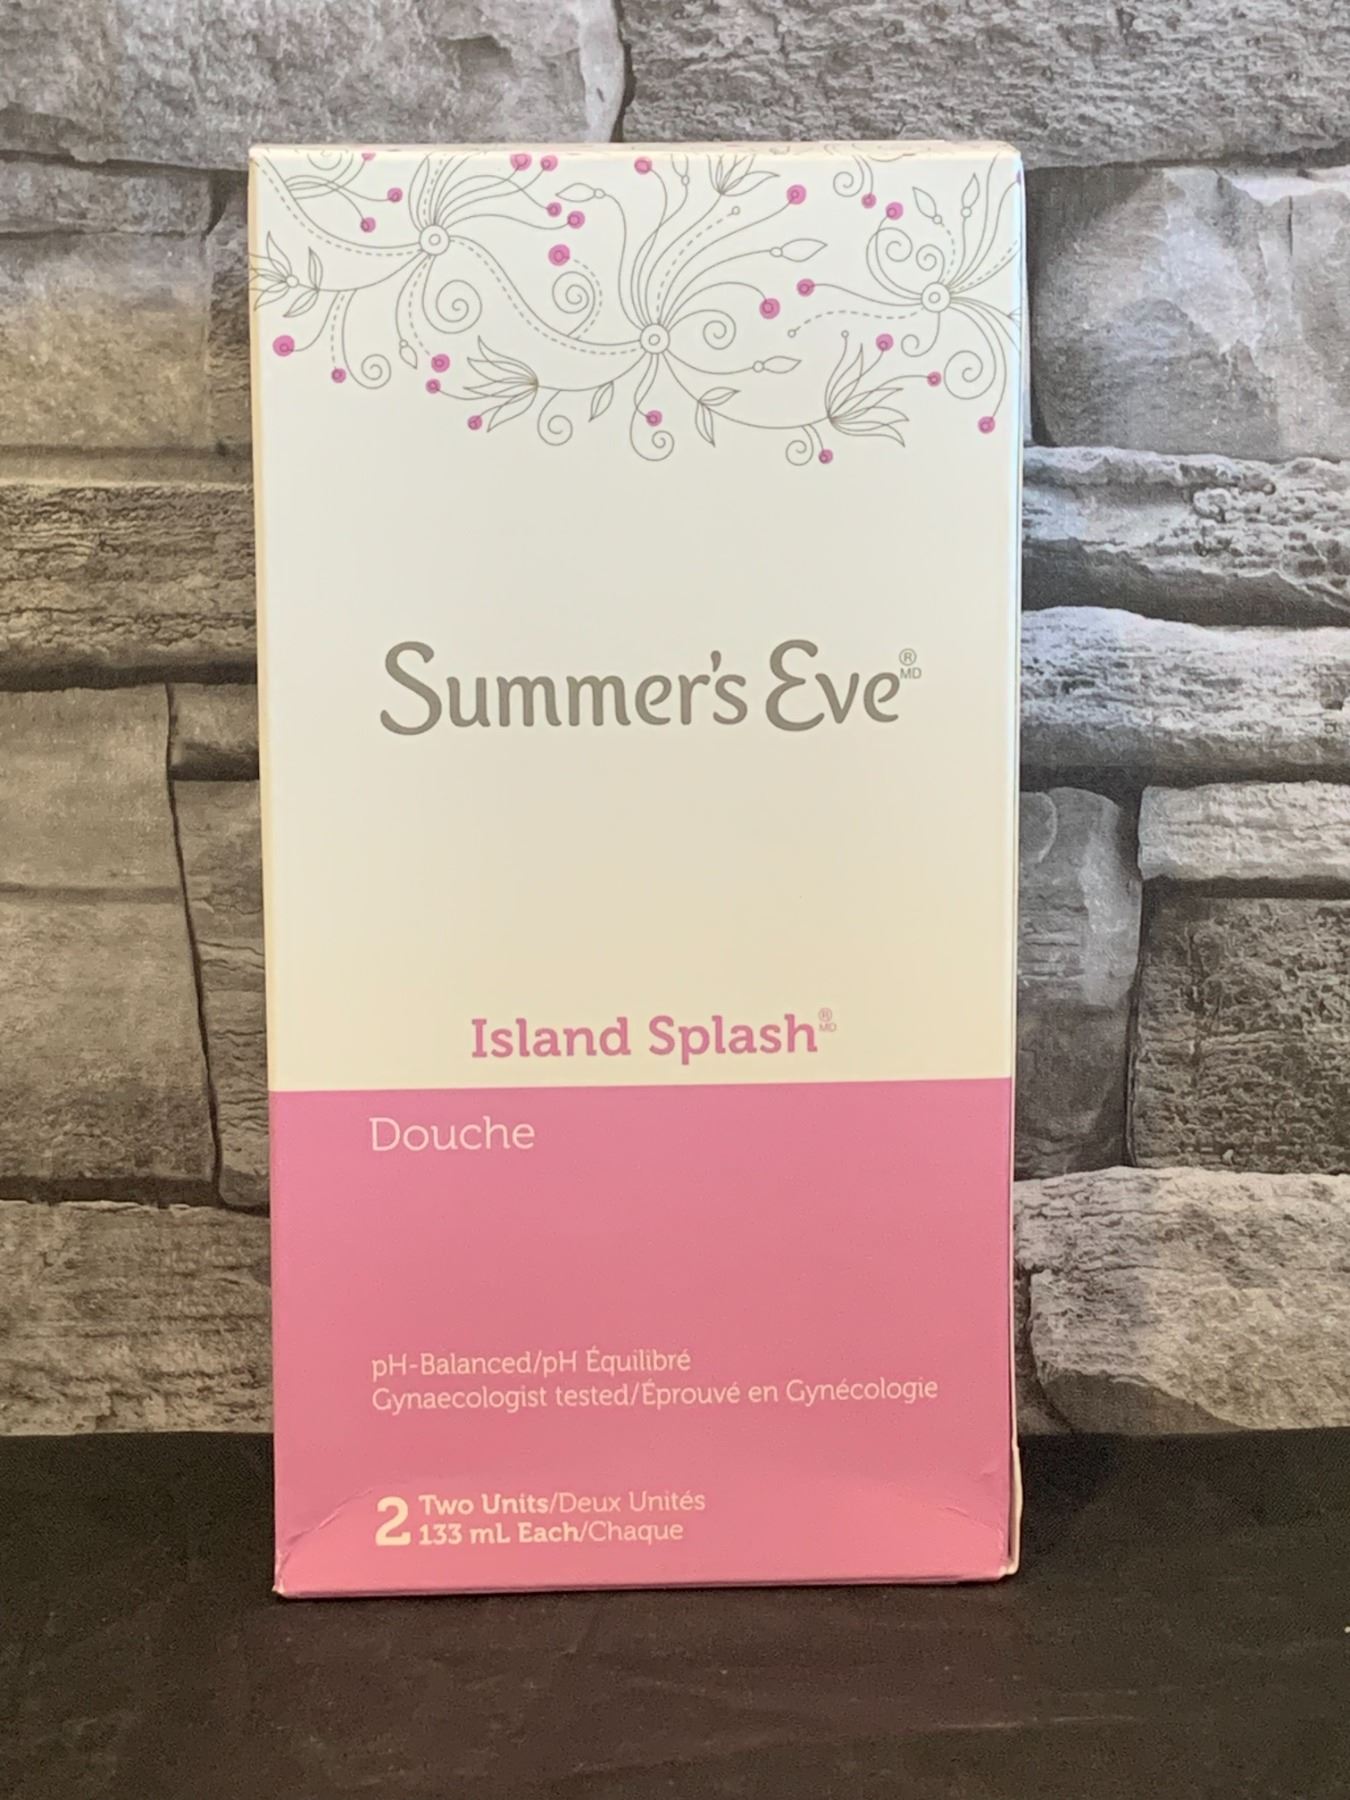 Summer's Eve®
MD
Island Splash®
MD
Douche
pH-Balanced/pH Équilibré
Gynaecologist tested/Éprouvé en Gynécologie
2 Two Units/Deux Unités
133 mL Each/Chaque